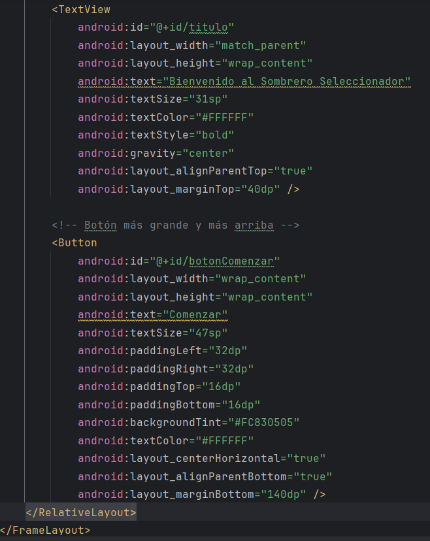 <TextView
android:id="@+id/titulo"
android:layout_width="match_parent"
android:layout_height="wrap_content"
android:text="Bienvenido al Sombrero Seleccionador"
android:textSize="31sp"
android:textColor="#FFFFFF"
android:textStyle="bold"
android:gravity="center"
android:layout_alignParentTop="true"
android:layout_marginTop="40dp" />
<!-- Botón más grande y más arriba -->
<Button
android:id="@+id/botonComenzar"
android:layout_width="wrap_content"
android:layout_height="wrap_content"
android:text="Comenzar"
android:textSize="47sp"
android:paddingLeft="32dp"
android:paddingRight="32dp"
android:paddingTop="16dp"
android:paddingBottom="16dp"
android:backgroundTint="#FC830505"
android:textColor="#FFFFFF"
android:layout_centerHorizontal="true"
android:layout_alignParentBottom="true"
android:layout_marginBottom="140dp" />
</RelativeLayout>
</FrameLayout>